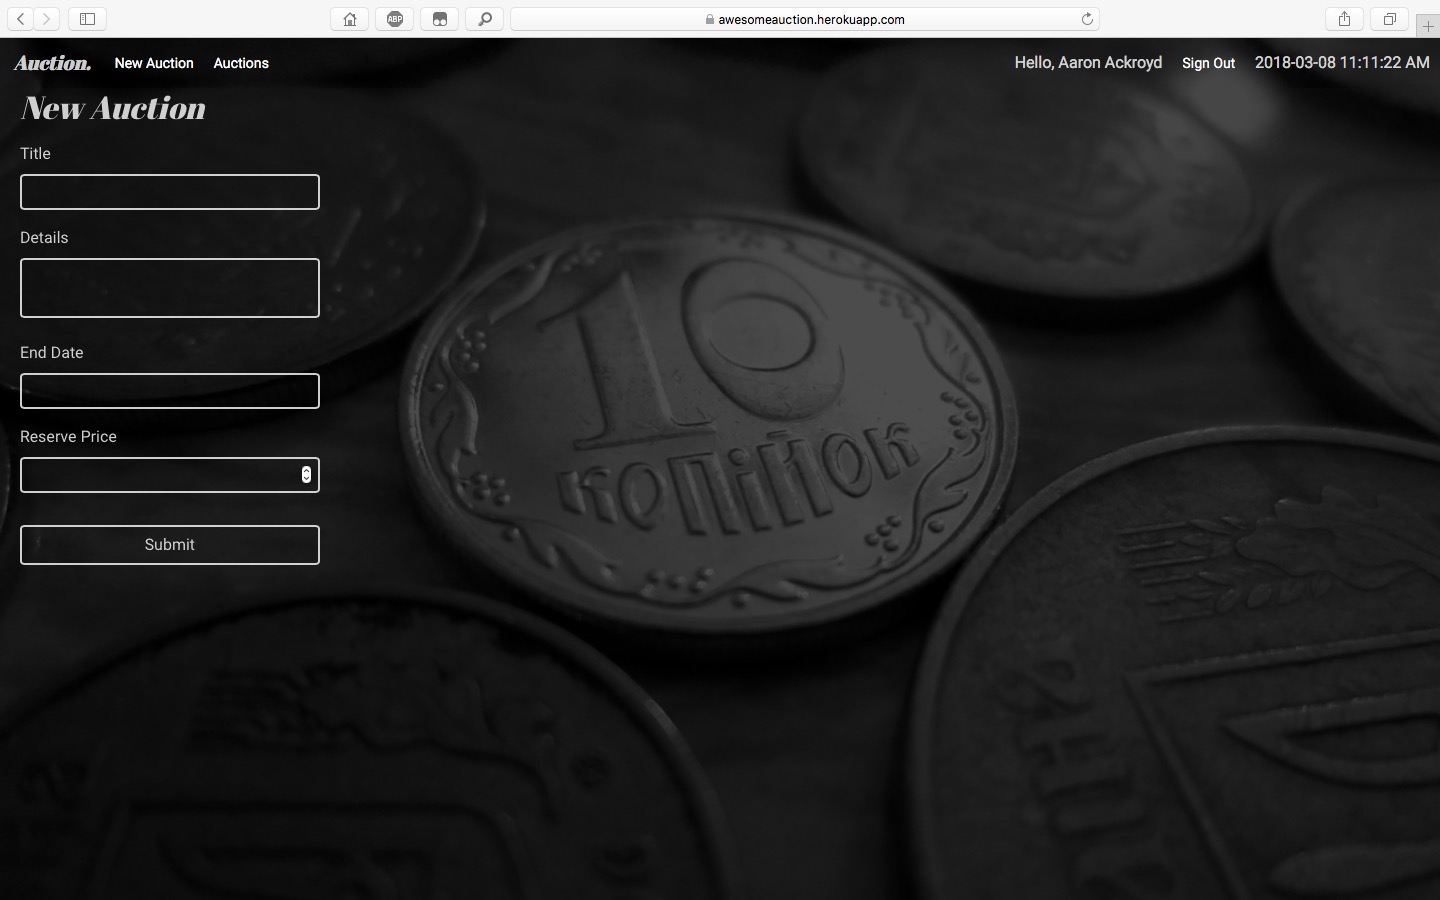 awesomeauction.herokuapp.com
ABP
Auction. New Auction Auctions Hello, Aaron Ackroyd Sign Out 2018-03-08 11:11:22 AM
New Auction
Title
Details
End Date
Reserve Price
Submit
10
копійок